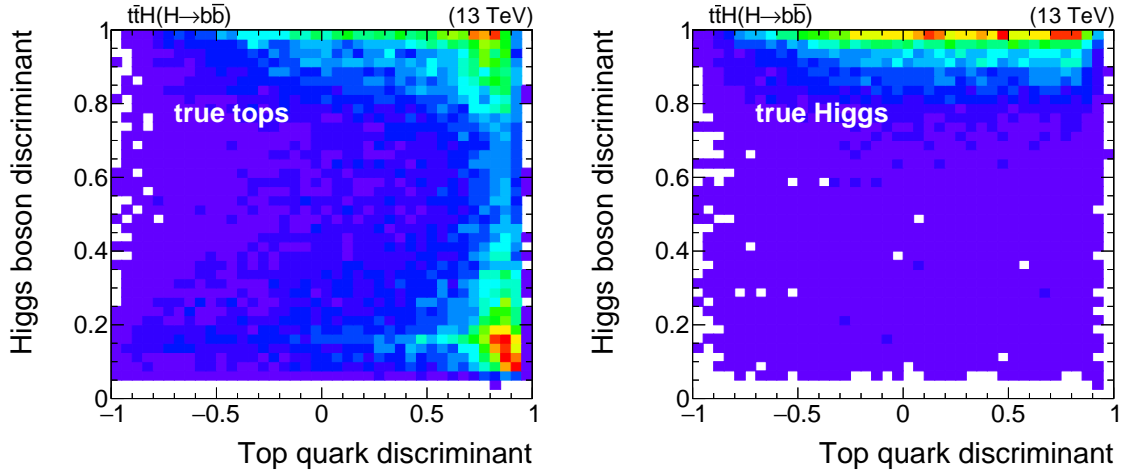 tt̄H(H→bb̄) (13 TeV)
Higgs boson discriminant
1
0.8
0.6
0.4
0.2
0
true tops
−1 −0.5 0 0.5 1
Top quark discriminant
tt̄H(H→bb̄) (13 TeV)
Higgs boson discriminant
1
0.8
0.6
0.4
0.2
0
true Higgs
−1 −0.5 0 0.5 1
Top quark discriminant